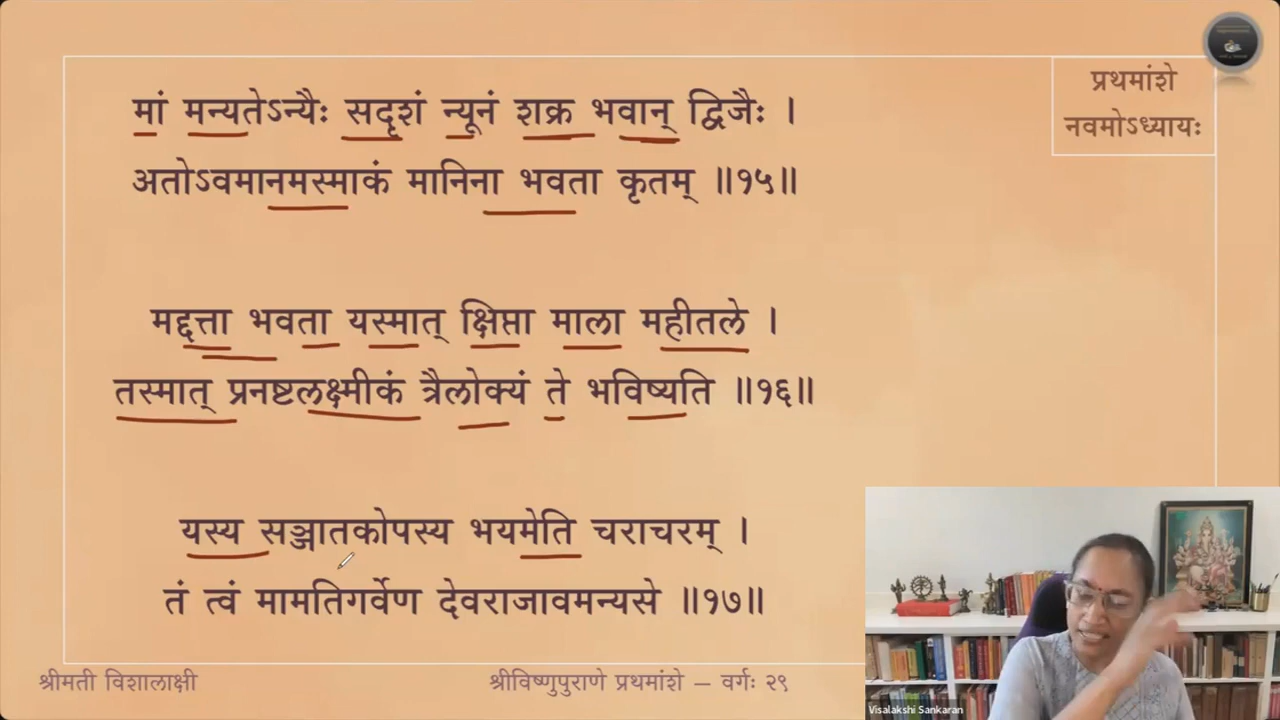 प्रथमांशे
नवमोऽध्यायः
मां मन्यतेऽन्यैः सदृशं न्यूनं शक्र भवान् द्विजैः ।
अतोऽवमानमस्माकं मानिना भवता कृतम् ॥१५॥
मद्दत्ता भवता यस्मात् क्षिप्ता माला महीतले ।
तस्मात् प्रनष्टलक्ष्मीकं त्रैलोक्यं ते भविष्यति ॥१६॥
यस्य सञ्जातकोपस्य भयमेति चराचरम् ।
तं त्वं मामतिगर्वेण देवराजावमन्यसे ॥१७॥
श्रीमती विशालाक्षी
श्रीविष्णुपुराणे प्रथमांशे – वर्गः २९
Visalakshi Sankaran